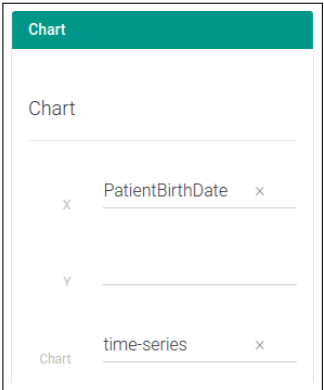 Chart
Chart
X PatientBirthDate ×
Y
Chart time-series ×